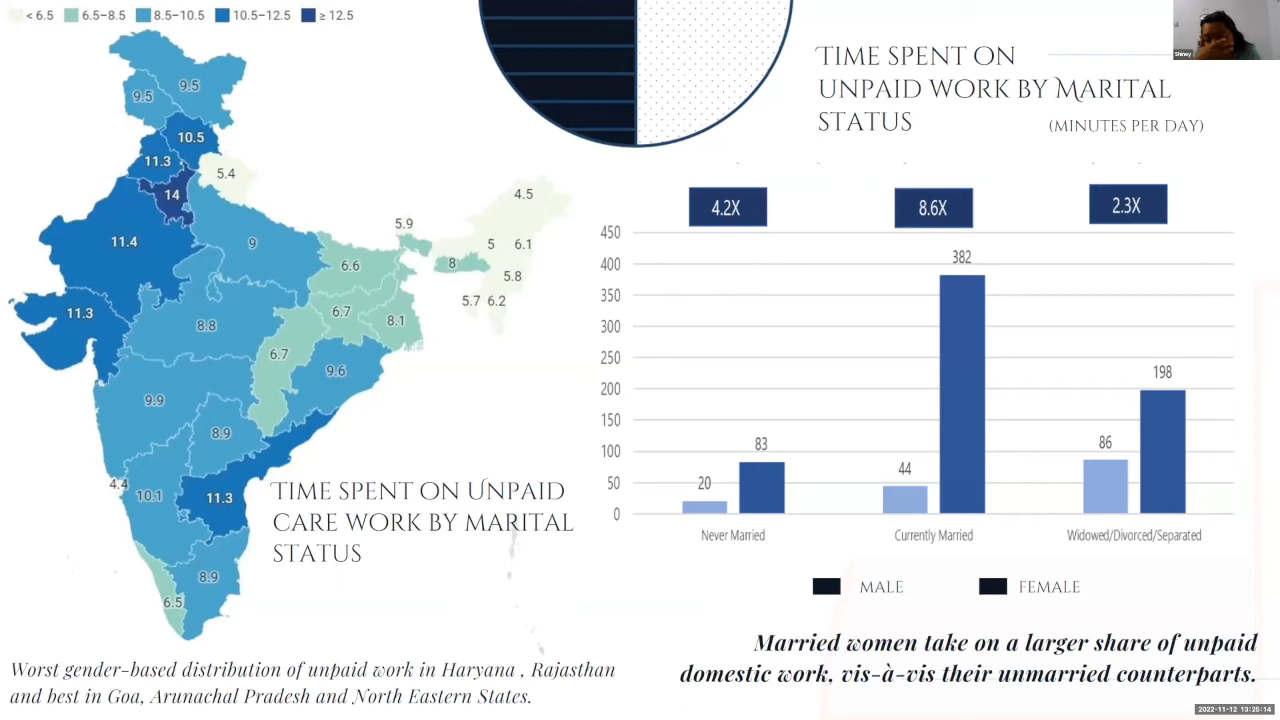 < 6.5 6.5–8.5 8.5–10.5 10.5–12.5 ≥ 12.5
9.5
9.5
10.5
11.3
5.4
14
4.5
11.4
9
5.9
5
6.1
6.6
8
5.8
11.3
5.7
6.2
8.8
6.7
8.1
6.7
9.6
9.9
8.9
4.4
10.1
11.3
8.9
6.5
TIME SPENT ON UNPAID
CARE WORK BY MARITAL
STATUS
Worst gender-based distribution of unpaid work in Haryana , Rajasthan
and best in Goa, Arunachal Pradesh and North Eastern States.
TIME SPENT ON
UNPAID WORK BY MARITAL
STATUS
(MINUTES PER DAY)
Shiney
4.2X 8.6X 2.3X
450
400
350
300
250
200
150
100
50
0
20
83
44
382
86
198
Never Married Currently Married Widowed/Divorced/Separated
MALE FEMALE
Married women take on a larger share of unpaid
domestic work, vis-à-vis their unmarried counterparts.
2022-11-12 13:25:14